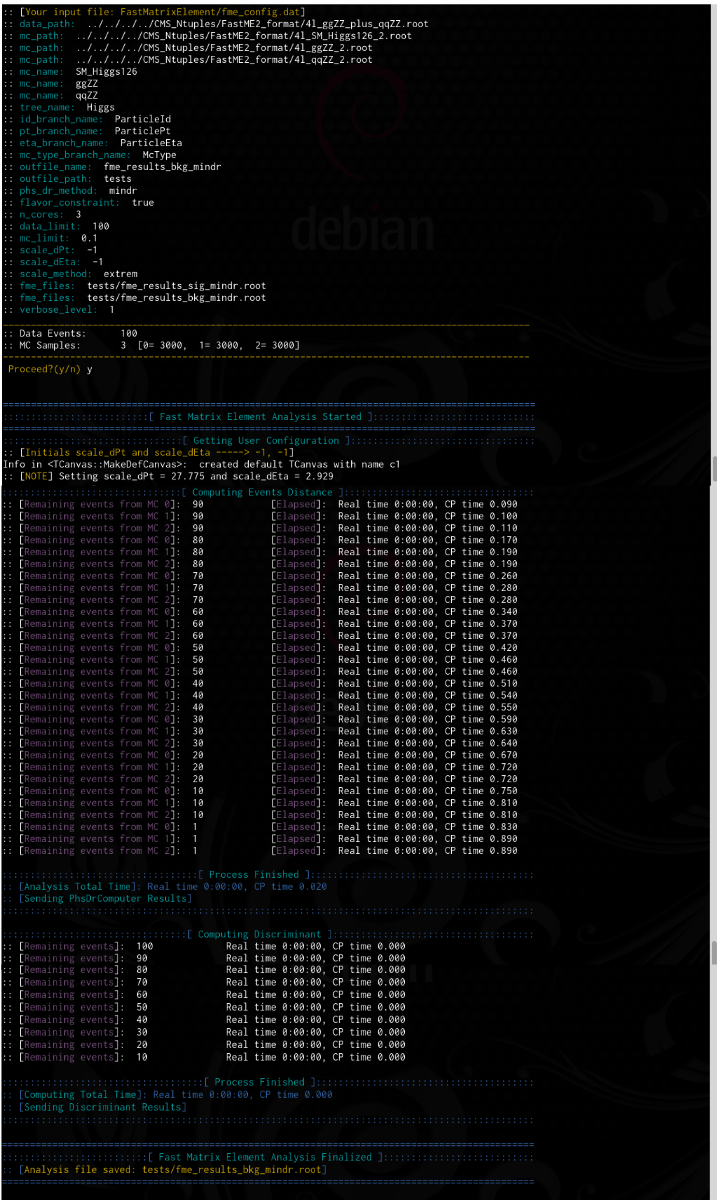 :: [Your input file: FastMatrixElement/fme_config.dat]
:: data_path: ../../../../CMS_Ntuples/FastME2_format/4l_ggZZ_plus_qqZZ.root
:: mc_path: ../../../../CMS_Ntuples/FastME2_format/4l_SM_Higgs126_2.root
:: mc_path: ../../../../CMS_Ntuples/FastME2_format/4l_ggZZ_2.root
:: mc_path: ../../../../CMS_Ntuples/FastME2_format/4l_qqZZ_2.root
:: mc_name: SM_Higgs126
:: mc_name: ggZZ
:: mc_name: qqZZ
:: tree_name: Higgs
:: id_branch_name: ParticleId
:: pt_branch_name: ParticlePt
:: eta_branch_name: ParticleEta
:: mc_type_branch_name: McType
:: outfile_name: fme_results_bkg_mindr
:: outfile_path: tests
:: phs_dr_method: mindr
:: flavor_constraint: true
:: n_cores: 3
:: data_limit: 100
:: mc_limit: 0.1
:: scale_dPt: -1
:: scale_dEta: -1
:: scale_method: extrem
:: fme_files: tests/fme_results_sig_mindr.root
:: fme_files: tests/fme_results_bkg_mindr.root
:: verbose_level: 1
debian
:: Data Events: 100
:: MC Samples: 3 [0= 3000, 1= 3000, 2= 3000]
Proceed?(y/n) y
[ Fast Matrix Element Analysis Started ]
[ Getting User Configuration ]
:: [Initials scale_dPt and scale_dEta -----> -1, -1]
Info in <TCanvas::MakeDefCanvas>: created default TCanvas with name c1
:: [NOTE] Setting scale_dPt = 27.775 and scale_dEta = 2.929
[ Computing Events Distance ]
:: [Remaining events from MC 0]: 90 [Elapsed]: Real time 0:00:00, CP time 0.090
:: [Remaining events from MC 1]: 90 [Elapsed]: Real time 0:00:00, CP time 0.100
:: [Remaining events from MC 2]: 90 [Elapsed]: Real time 0:00:00, CP time 0.110
:: [Remaining events from MC 0]: 80 [Elapsed]: Real time 0:00:00, CP time 0.170
:: [Remaining events from MC 1]: 80 [Elapsed]: Real time 0:00:00, CP time 0.190
:: [Remaining events from MC 2]: 80 [Elapsed]: Real time 0:00:00, CP time 0.190
:: [Remaining events from MC 0]: 70 [Elapsed]: Real time 0:00:00, CP time 0.260
:: [Remaining events from MC 1]: 70 [Elapsed]: Real time 0:00:00, CP time 0.280
:: [Remaining events from MC 2]: 70 [Elapsed]: Real time 0:00:00, CP time 0.280
:: [Remaining events from MC 0]: 60 [Elapsed]: Real time 0:00:00, CP time 0.340
:: [Remaining events from MC 1]: 60 [Elapsed]: Real time 0:00:00, CP time 0.370
:: [Remaining events from MC 2]: 60 [Elapsed]: Real time 0:00:00, CP time 0.370
:: [Remaining events from MC 0]: 50 [Elapsed]: Real time 0:00:00, CP time 0.420
:: [Remaining events from MC 1]: 50 [Elapsed]: Real time 0:00:00, CP time 0.460
:: [Remaining events from MC 2]: 50 [Elapsed]: Real time 0:00:00, CP time 0.460
:: [Remaining events from MC 0]: 40 [Elapsed]: Real time 0:00:00, CP time 0.510
:: [Remaining events from MC 1]: 40 [Elapsed]: Real time 0:00:00, CP time 0.540
:: [Remaining events from MC 2]: 40 [Elapsed]: Real time 0:00:00, CP time 0.550
:: [Remaining events from MC 0]: 30 [Elapsed]: Real time 0:00:00, CP time 0.590
:: [Remaining events from MC 1]: 30 [Elapsed]: Real time 0:00:00, CP time 0.630
:: [Remaining events from MC 2]: 30 [Elapsed]: Real time 0:00:00, CP time 0.640
:: [Remaining events from MC 0]: 20 [Elapsed]: Real time 0:00:00, CP time 0.670
:: [Remaining events from MC 1]: 20 [Elapsed]: Real time 0:00:00, CP time 0.720
:: [Remaining events from MC 2]: 20 [Elapsed]: Real time 0:00:00, CP time 0.720
:: [Remaining events from MC 0]: 10 [Elapsed]: Real time 0:00:00, CP time 0.750
:: [Remaining events from MC 1]: 10 [Elapsed]: Real time 0:00:00, CP time 0.810
:: [Remaining events from MC 2]: 10 [Elapsed]: Real time 0:00:00, CP time 0.810
:: [Remaining events from MC 0]: 1 [Elapsed]: Real time 0:00:00, CP time 0.830
:: [Remaining events from MC 1]: 1 [Elapsed]: Real time 0:00:00, CP time 0.890
:: [Remaining events from MC 2]: 1 [Elapsed]: Real time 0:00:00, CP time 0.890
[ Process Finished ]
:: [Analysis Total Time]: Real time 0:00:00, CP time 0.020
:: [Sending PhsDrComputer Results]
[ Computing Discriminant ]
:: [Remaining events]: 100 Real time 0:00:00, CP time 0.000
:: [Remaining events]: 90 Real time 0:00:00, CP time 0.000
:: [Remaining events]: 80 Real time 0:00:00, CP time 0.000
:: [Remaining events]: 70 Real time 0:00:00, CP time 0.000
:: [Remaining events]: 60 Real time 0:00:00, CP time 0.000
:: [Remaining events]: 50 Real time 0:00:00, CP time 0.000
:: [Remaining events]: 40 Real time 0:00:00, CP time 0.000
:: [Remaining events]: 30 Real time 0:00:00, CP time 0.000
:: [Remaining events]: 20 Real time 0:00:00, CP time 0.000
:: [Remaining events]: 10 Real time 0:00:00, CP time 0.000
[ Process Finished ]
:: [Computing Total Time]: Real time 0:00:00, CP time 0.000
:: [Sending Discriminant Results]
[ Fast Matrix Element Analysis Finalized ]
:: [Analysis file saved: tests/fme_results_bkg_mindr.root]